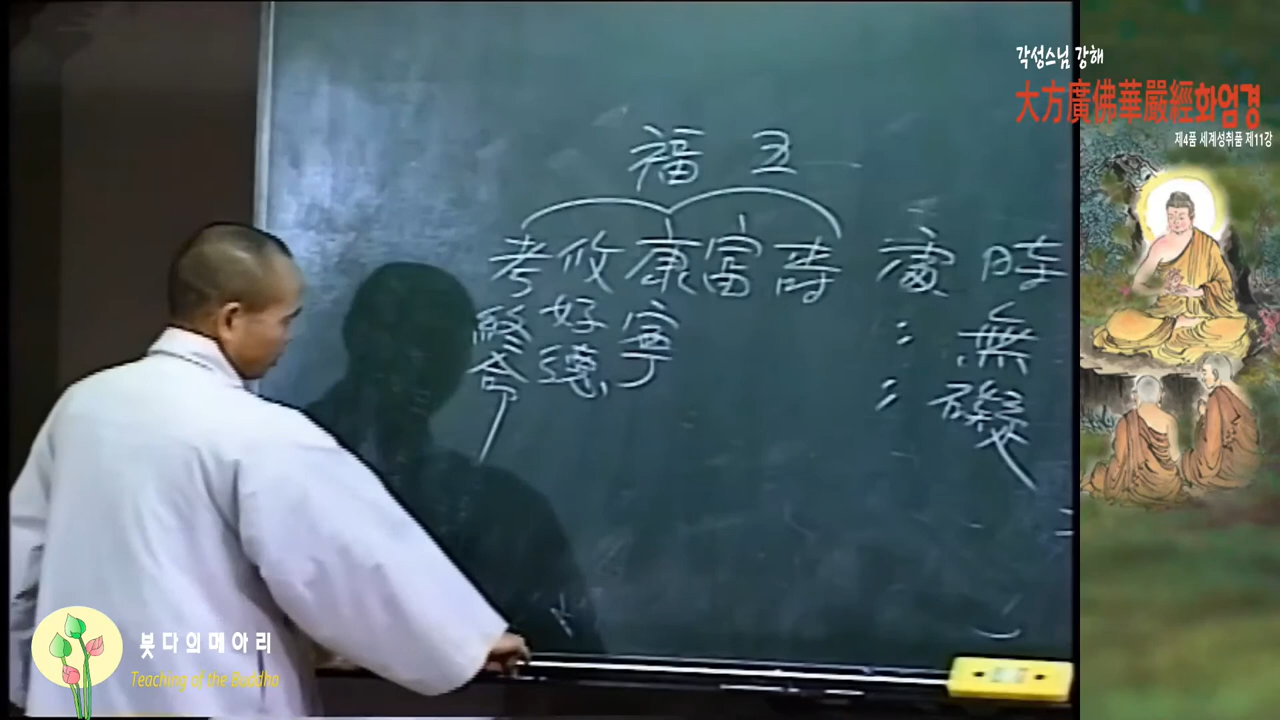 각성스님 강해
大方廣佛華嚴經화엄경
제4품 세계성취품 제11강
時無礙
處〃〃
五福
壽
富
康寧
攸好德
考終命
붓다의메아리
Teaching of the Buddha